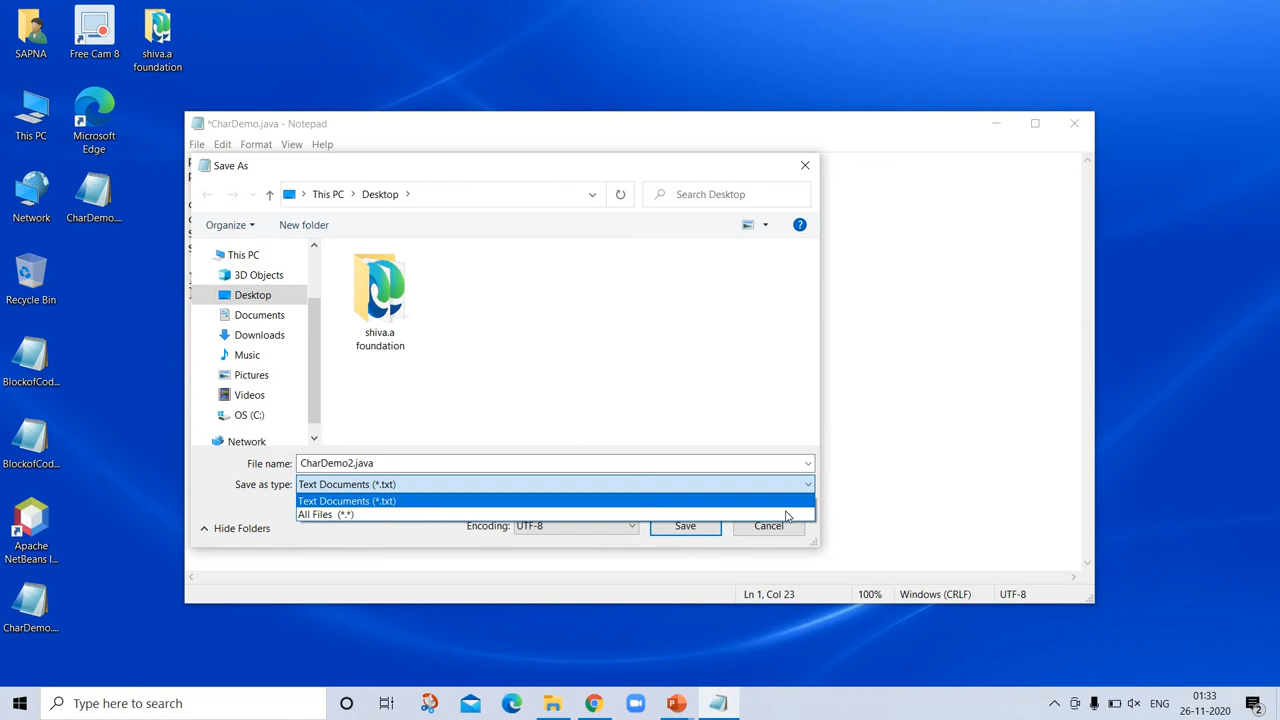 SAPNA
Free Cam 8
shiva.a
foundation
This PC
Microsoft
Edge
Network
CharDemo....
Recycle Bin
BlockofCod...
BlockofCod...
Apache
NetBeans I...
CharDemo....
*CharDemo.java - Notepad
File Edit Format View Help
Save As
This PC Desktop
Search Desktop
Organize New folder
This PC
3D Objects
Desktop
Documents
Downloads
Music
Pictures
Videos
OS (C:)
Network
shiva.a
foundation
File name: CharDemo2.java
Save as type: Text Documents (*.txt)
Text Documents (*.txt)
All Files (*.*)
Hide Folders
Encoding: UTF-8
Save
Cancel
Ln 1, Col 23
100%
Windows (CRLF)
UTF-8
Type here to search
ENG
01:33
26-11-2020
2